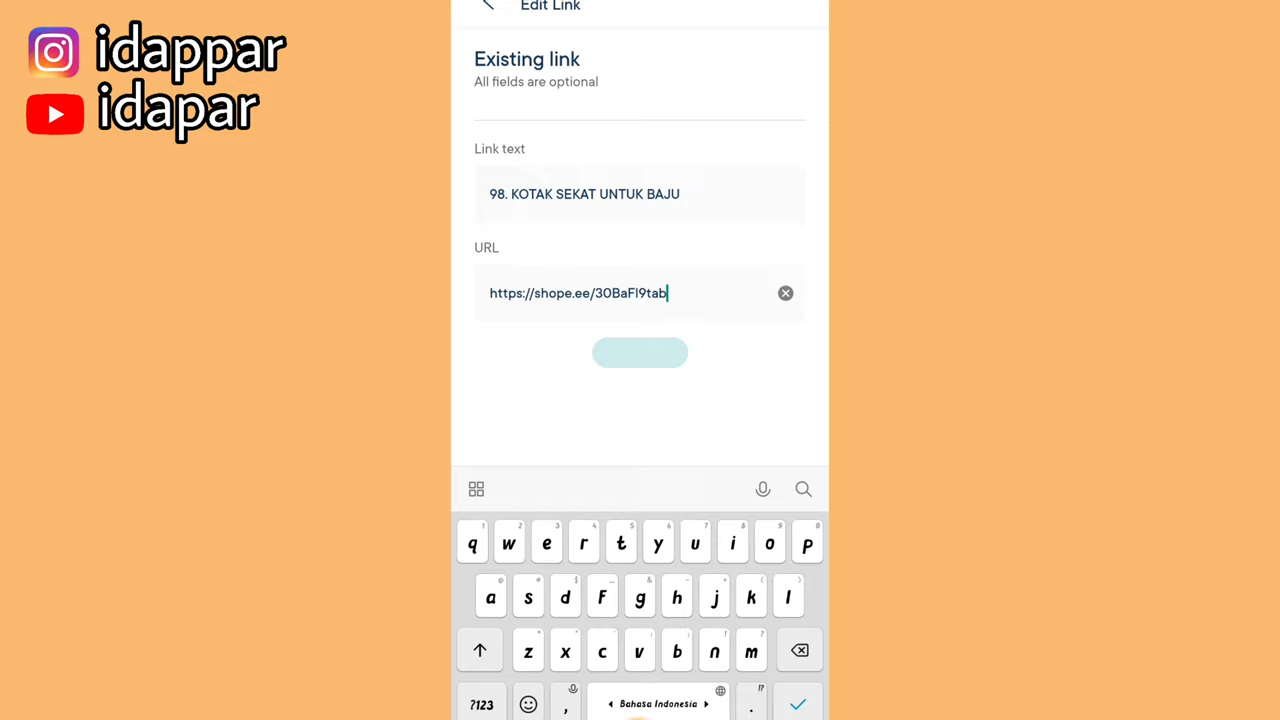 idappar
idapar
Edit Link
Existing link
All fields are optional
Link text
98. KOTAK SEKAT UNTUK BAJU
URL
https://shope.ee/30BaFI9tab
q w e r t y u i o p
a s d F g h j k l
z x c v b n m
?123 , Bahasa Indonesia .